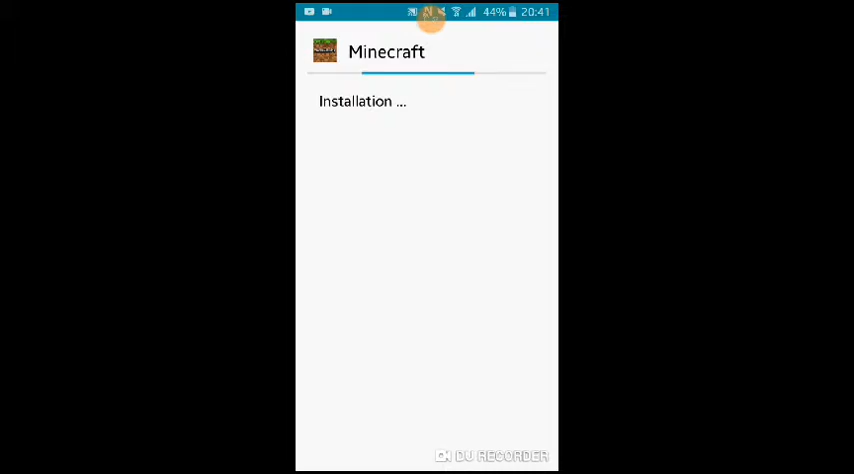 44% 20:41
Minecraft
Installation ...
DU RECORDER